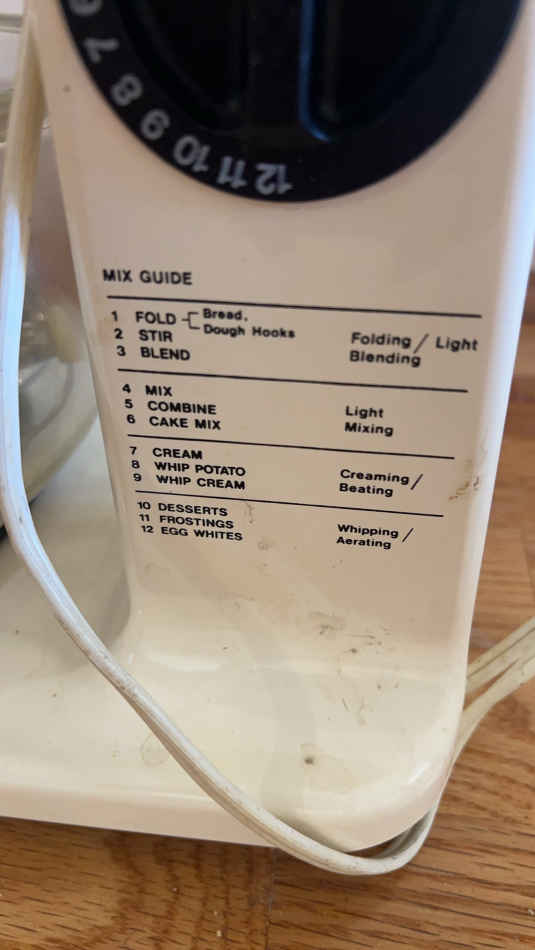 6
7
8
9
10
11
12
MIX GUIDE
1 FOLD Bread,
Dough Hooks
2 STIR Folding / Light
3 BLEND Blending
4 MIX
5 COMBINE Light
6 CAKE MIX Mixing
7 CREAM
8 WHIP POTATO Creaming /
9 WHIP CREAM Beating
10 DESSERTS
11 FROSTINGS Whipping /
12 EGG WHITES Aerating